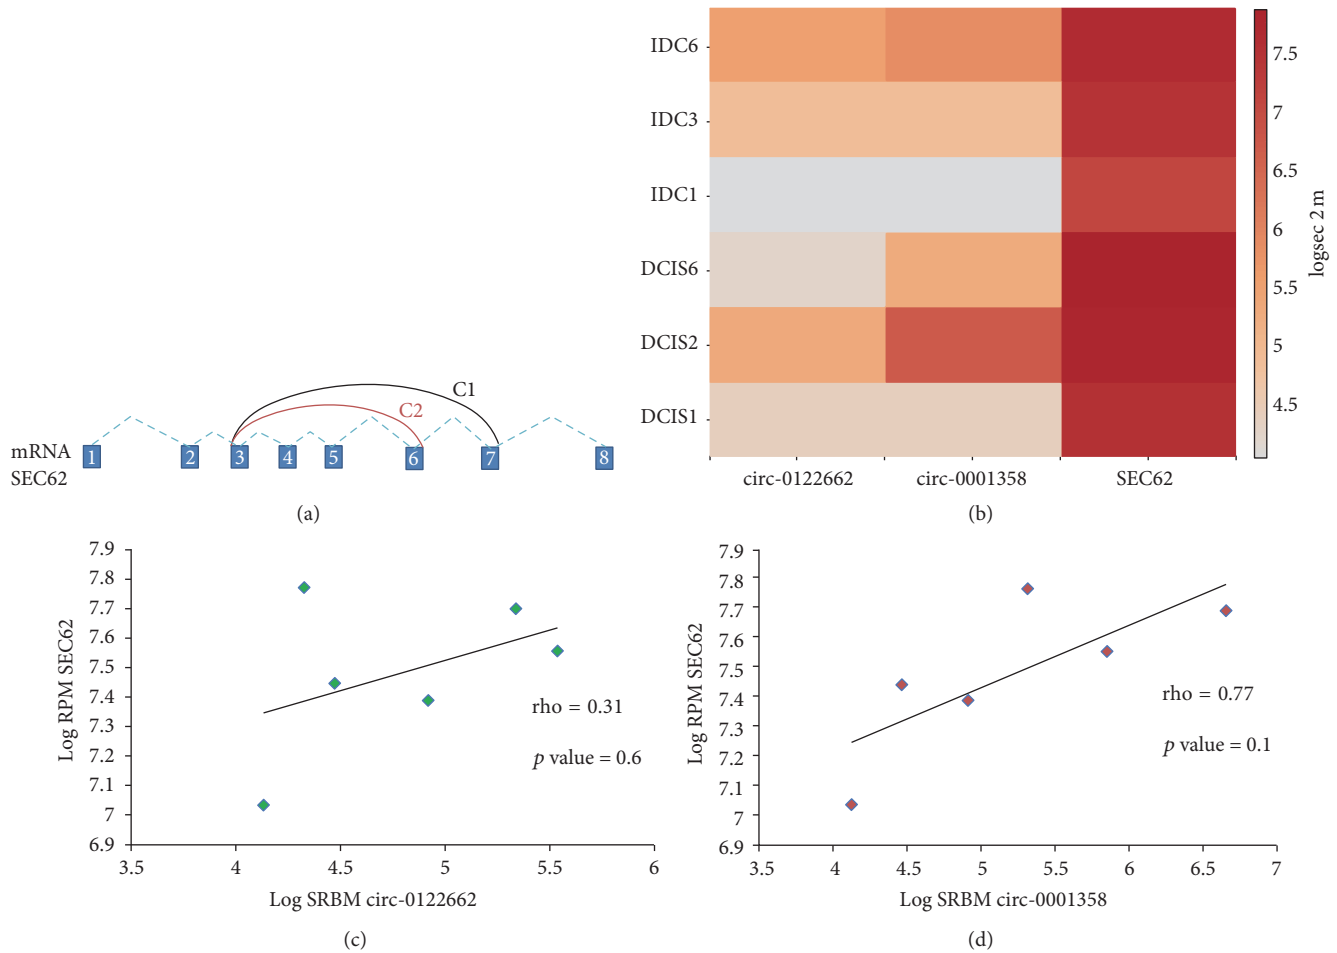 C1
C2
mRNA
SEC62
1 2 3 4 5 6 7 8
(a)
IDC6
IDC3
IDC1
DCIS6
DCIS2
DCIS1
circ-0122662 circ-0001358 SEC62
7.5
7
6.5
6
5.5
5
4.5
logsec 2 m
(b)
Log RPM SEC62
7.9
7.8
7.7
7.6
7.5
7.4
7.3
7.2
7.1
7
6.9
rho = 0.31
p value = 0.6
3.5 4 4.5 5 5.5 6
Log SRBM circ-0122662
(c)
Log RPM SEC62
7.9
7.8
7.7
7.6
7.5
7.4
7.3
7.2
7.1
7
6.9
rho = 0.77
p value = 0.1
3.5 4 4.5 5 5.5 6 6.5 7
Log SRBM circ-0001358
(d)